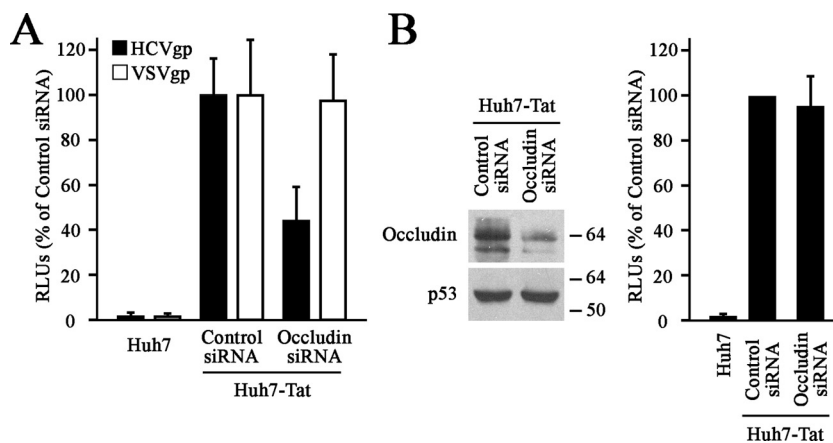 A
RLUs (% of Control siRNA)
120
100
80
60
40
20
0
HCVgp
VSVgp
Huh7
Control siRNA
Occludin siRNA
Huh7-Tat
B
Huh7-Tat
Control siRNA
Occludin siRNA
Occludin
– 64
p53
– 64
– 50
RLUs (% of Control siRNA)
120
100
80
60
40
20
0
Huh7
Control siRNA
Occludin siRNA
Huh7-Tat